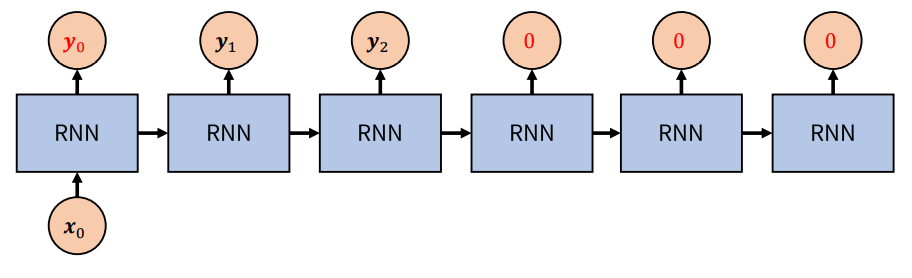 y₀ y₁ y₂ 0 0 0
RNN RNN RNN RNN RNN RNN
x₀